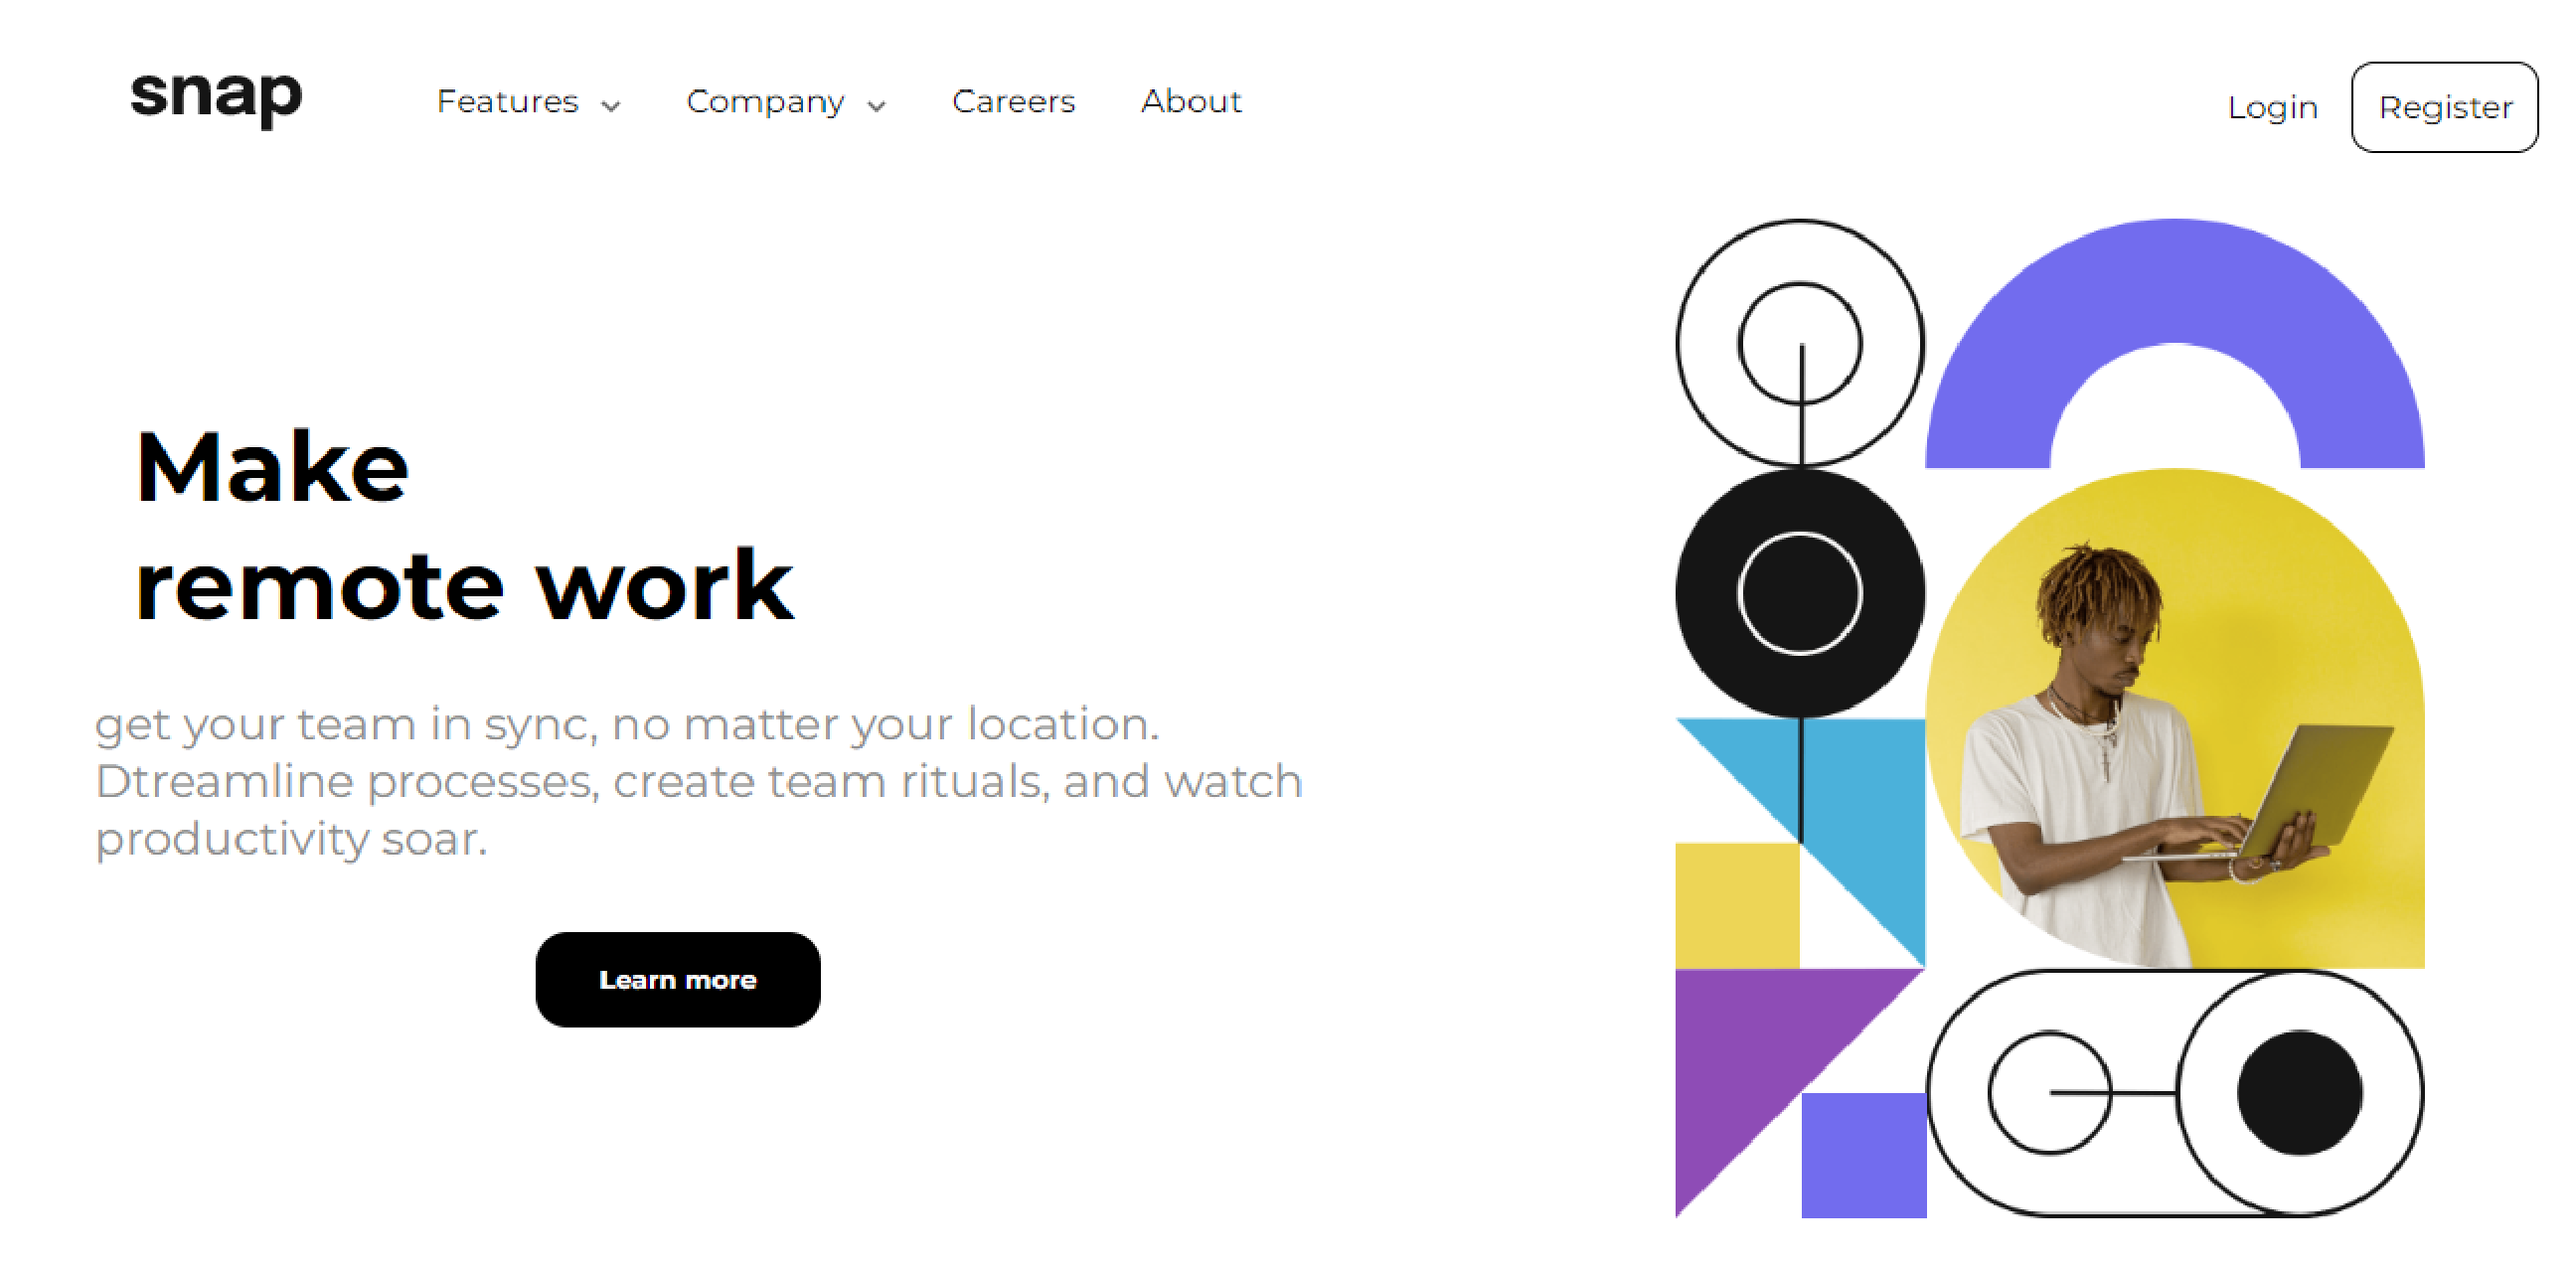 snap
Features
Company
Careers
About
Login
Register
Make
remote work
get your team in sync, no matter your location.
Dtreamline processes, create team rituals, and watch
productivity soar.
Learn more